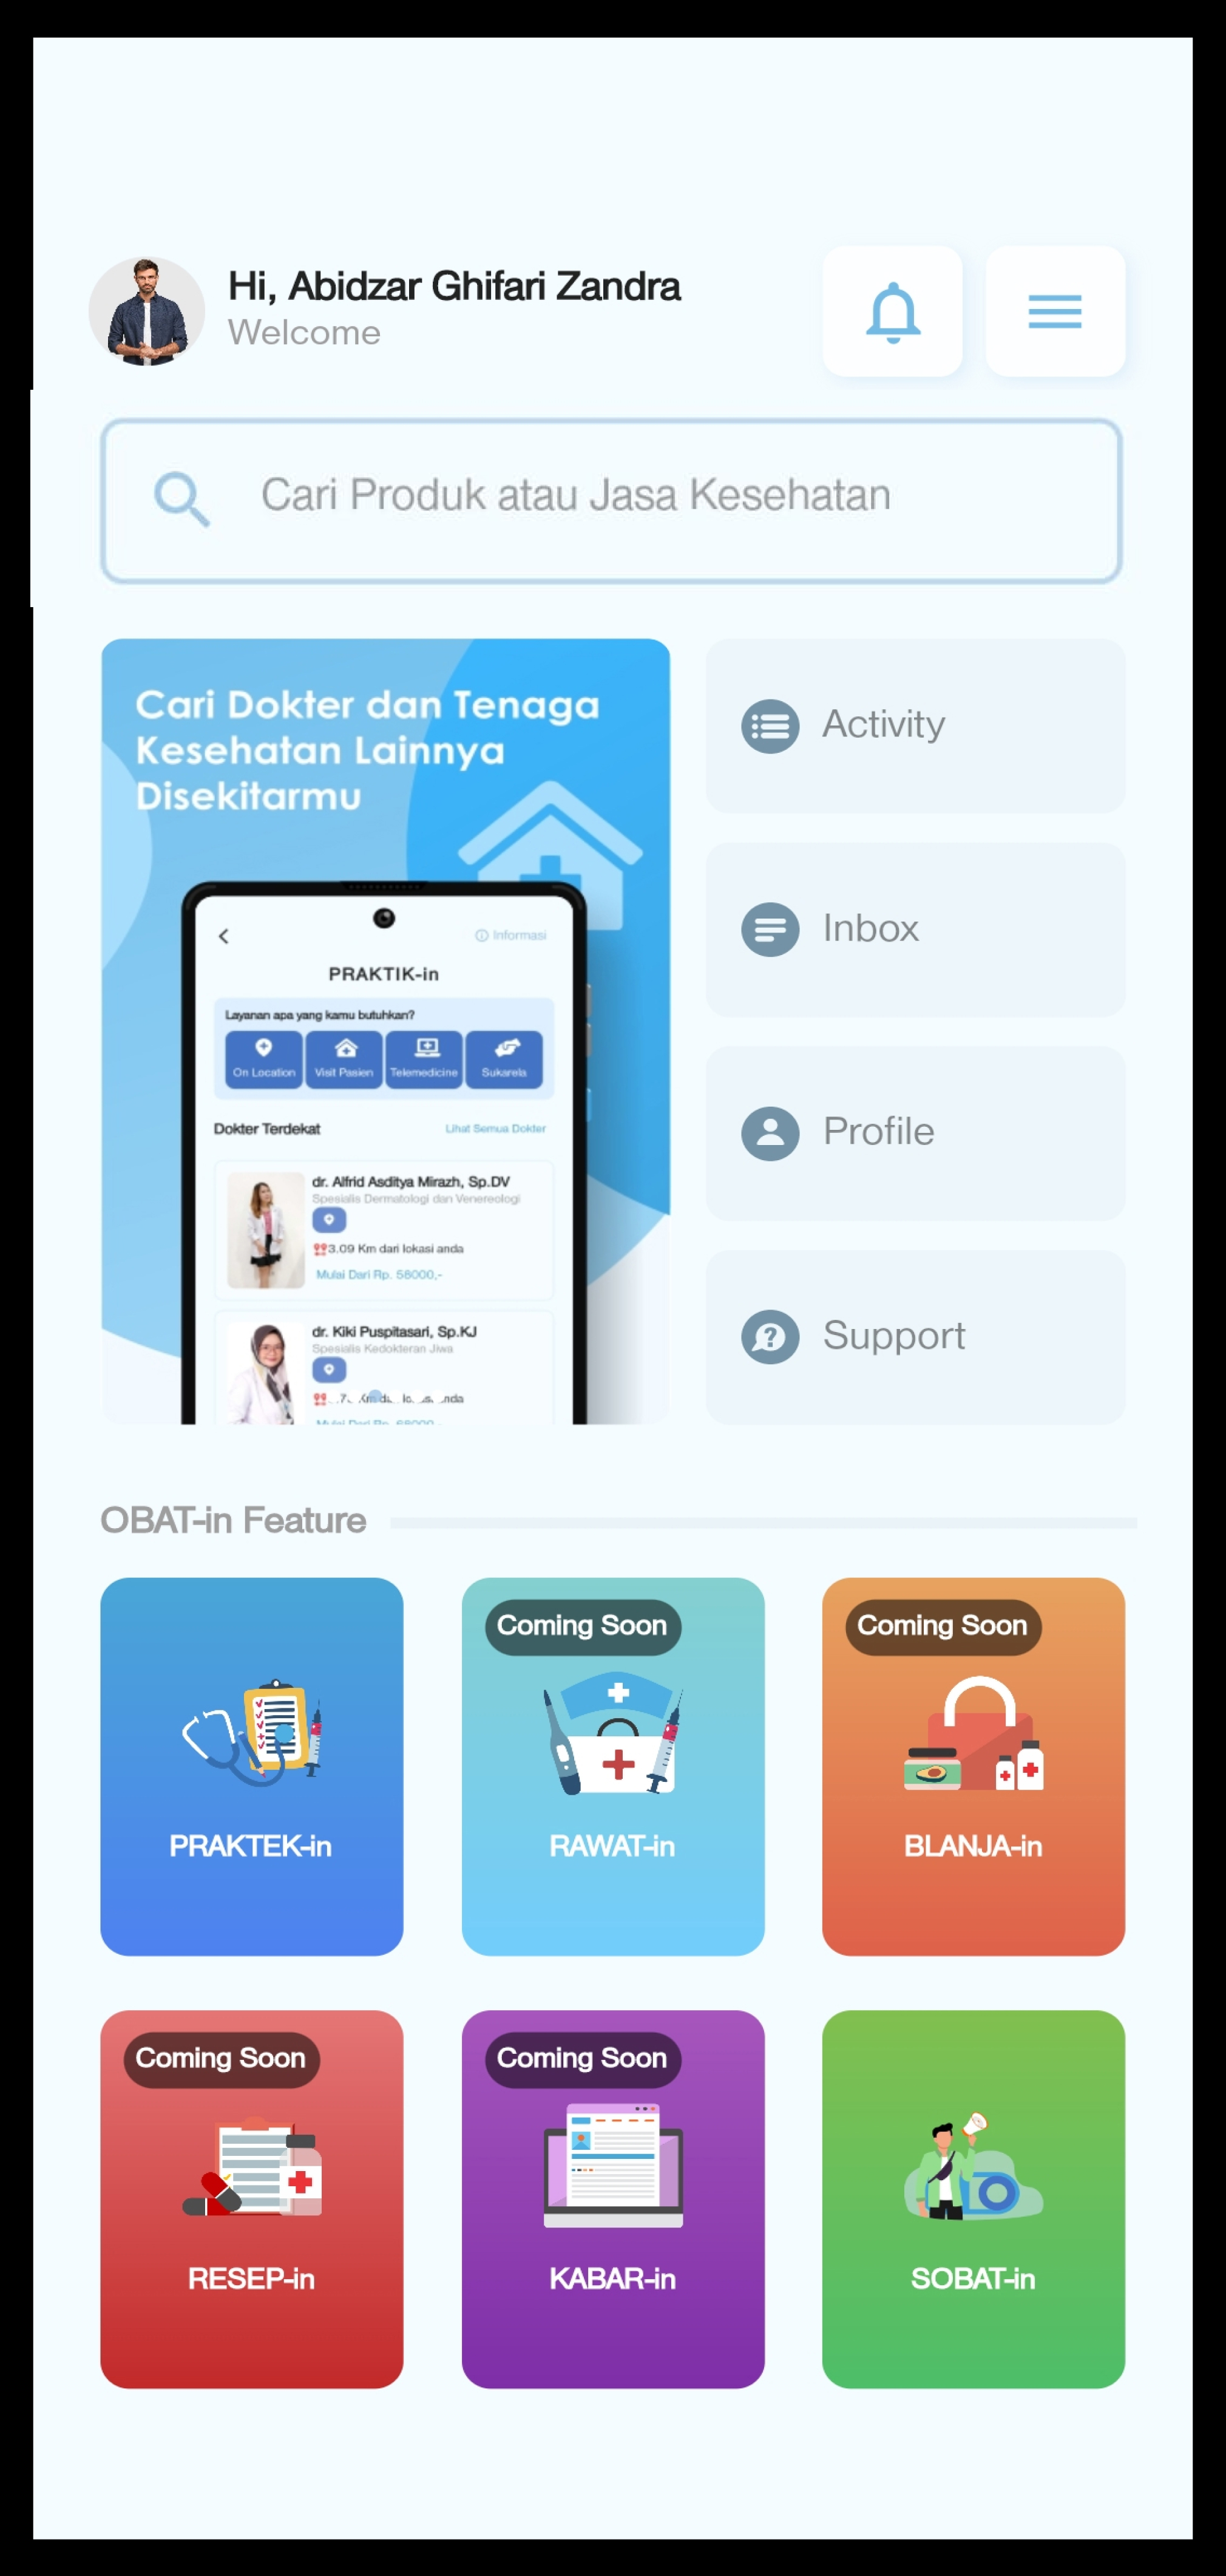 Hi, Abidzar Ghifari Zandra
Welcome
Cari Produk atau Jasa Kesehatan
Cari Dokter dan Tenaga
Kesehatan Lainnya
Disekitarmu
Informasi
PRAKTIK-in
Layanan apa yang kamu butuhkan?
On Location
Visit Pasien
Telemedicine
Sukarela
Dokter Terdekat
Lihat Semua Dokter
dr. Alfrid Asditya Mirazh, Sp.DV
Spesialis Dermatologi dan Venereologi
3.09 Km dari lokasi anda
Mulai Dari Rp. 58000,-
dr. Kiki Puspitasari, Sp.KJ
Spesialis Kedokteran Jiwa
Activity
Inbox
Profile
Support
OBAT-in Feature
PRAKTEK-in
Coming Soon
RAWAT-in
Coming Soon
BLANJA-in
Coming Soon
RESEP-in
Coming Soon
KABAR-in
SOBAT-in